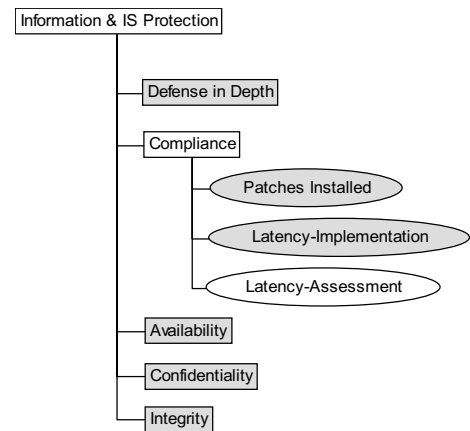 Information & IS Protection
Defense in Depth
Compliance
Patches Installed
Latency-Implementation
Latency-Assessment
Availability
Confidentiality
Integrity